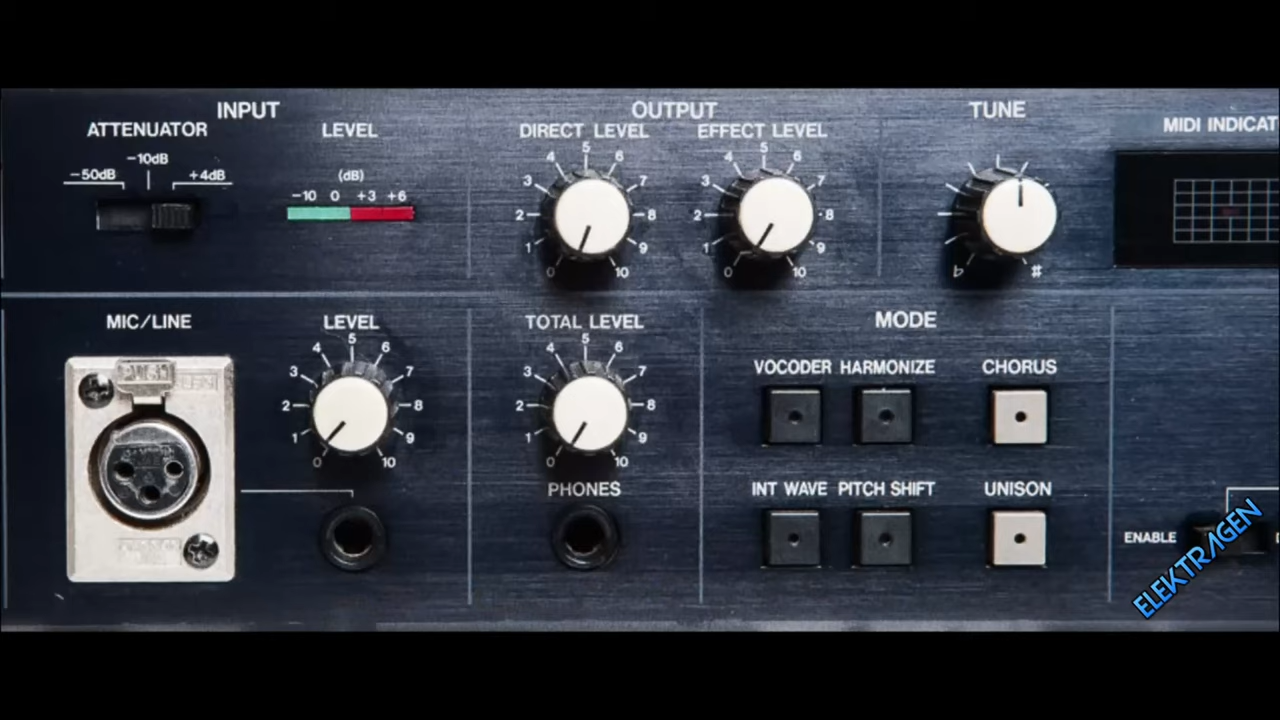 INPUT
OUTPUT
TUNE
ATTENUATOR
LEVEL
DIRECT LEVEL
EFFECT LEVEL
MIDI INDICAT
-50dB
-10dB
+4dB
(dB)
-10 0 +3 +6
0 1 2 3 4 5 6 7 8 9 10
0 1 2 3 4 5 6 7 8 9 10
♭ ♯
MIC/LINE
LEVEL
TOTAL LEVEL
MODE
0 1 2 3 4 5 6 7 8 9 10
0 1 2 3 4 5 6 7 8 9 10
VOCODER
HARMONIZE
CHORUS
PUSH
PHONES
INT WAVE
PITCH SHIFT
UNISON
ENABLE
ELEKTRAGEN